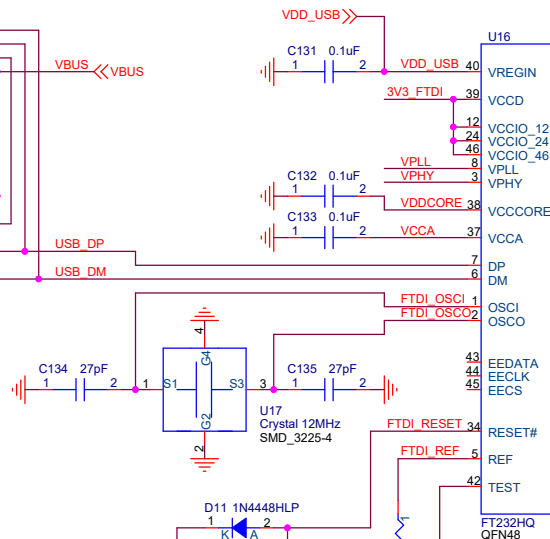 VDD_USB
U16
C131 0.1uF
VBUS VBUS
1 2 VDD_USB 40 VREGIN
3V3_FTDI 39 VCCD
12 VCCIO_12
24 VCCIO_24
46 VCCIO_46
VPLL 8 VPLL
C132 0.1uF VPHY 3 VPHY
1 2 VDDCORE 38 VCCCORE
C133 0.1uF
1 2 VCCA 37 VCCA
USB_DP
7 DP
USB_DM 6 DM
FTDI_OSCI 1 OSCI
FTDI_OSCO 2 OSCO
4
G4
43 EEDATA
C134 27pF C135 27pF 44 EECLK
1 2 1 S1 S3 3 1 2 45 EECS
U17
G2 Crystal 12MHz FTDI_RESET 34 RESET#
2 SMD_3225-4
FTDI_REF 5 REF
42 TEST
D11 1N4448HLP
1 2 1 FT232HQ
K A QFN48